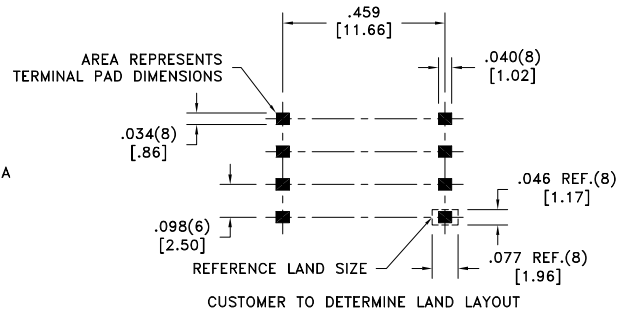 .459
[11.66]
AREA REPRESENTS
TERMINAL PAD DIMENSIONS
.040(8)
[1.02]
.034(8)
[.86]
A
.046 REF.(8)
[1.17]
.098(6)
[2.50]
.077 REF.(8)
[1.96]
REFERENCE LAND SIZE
CUSTOMER TO DETERMINE LAND LAYOUT